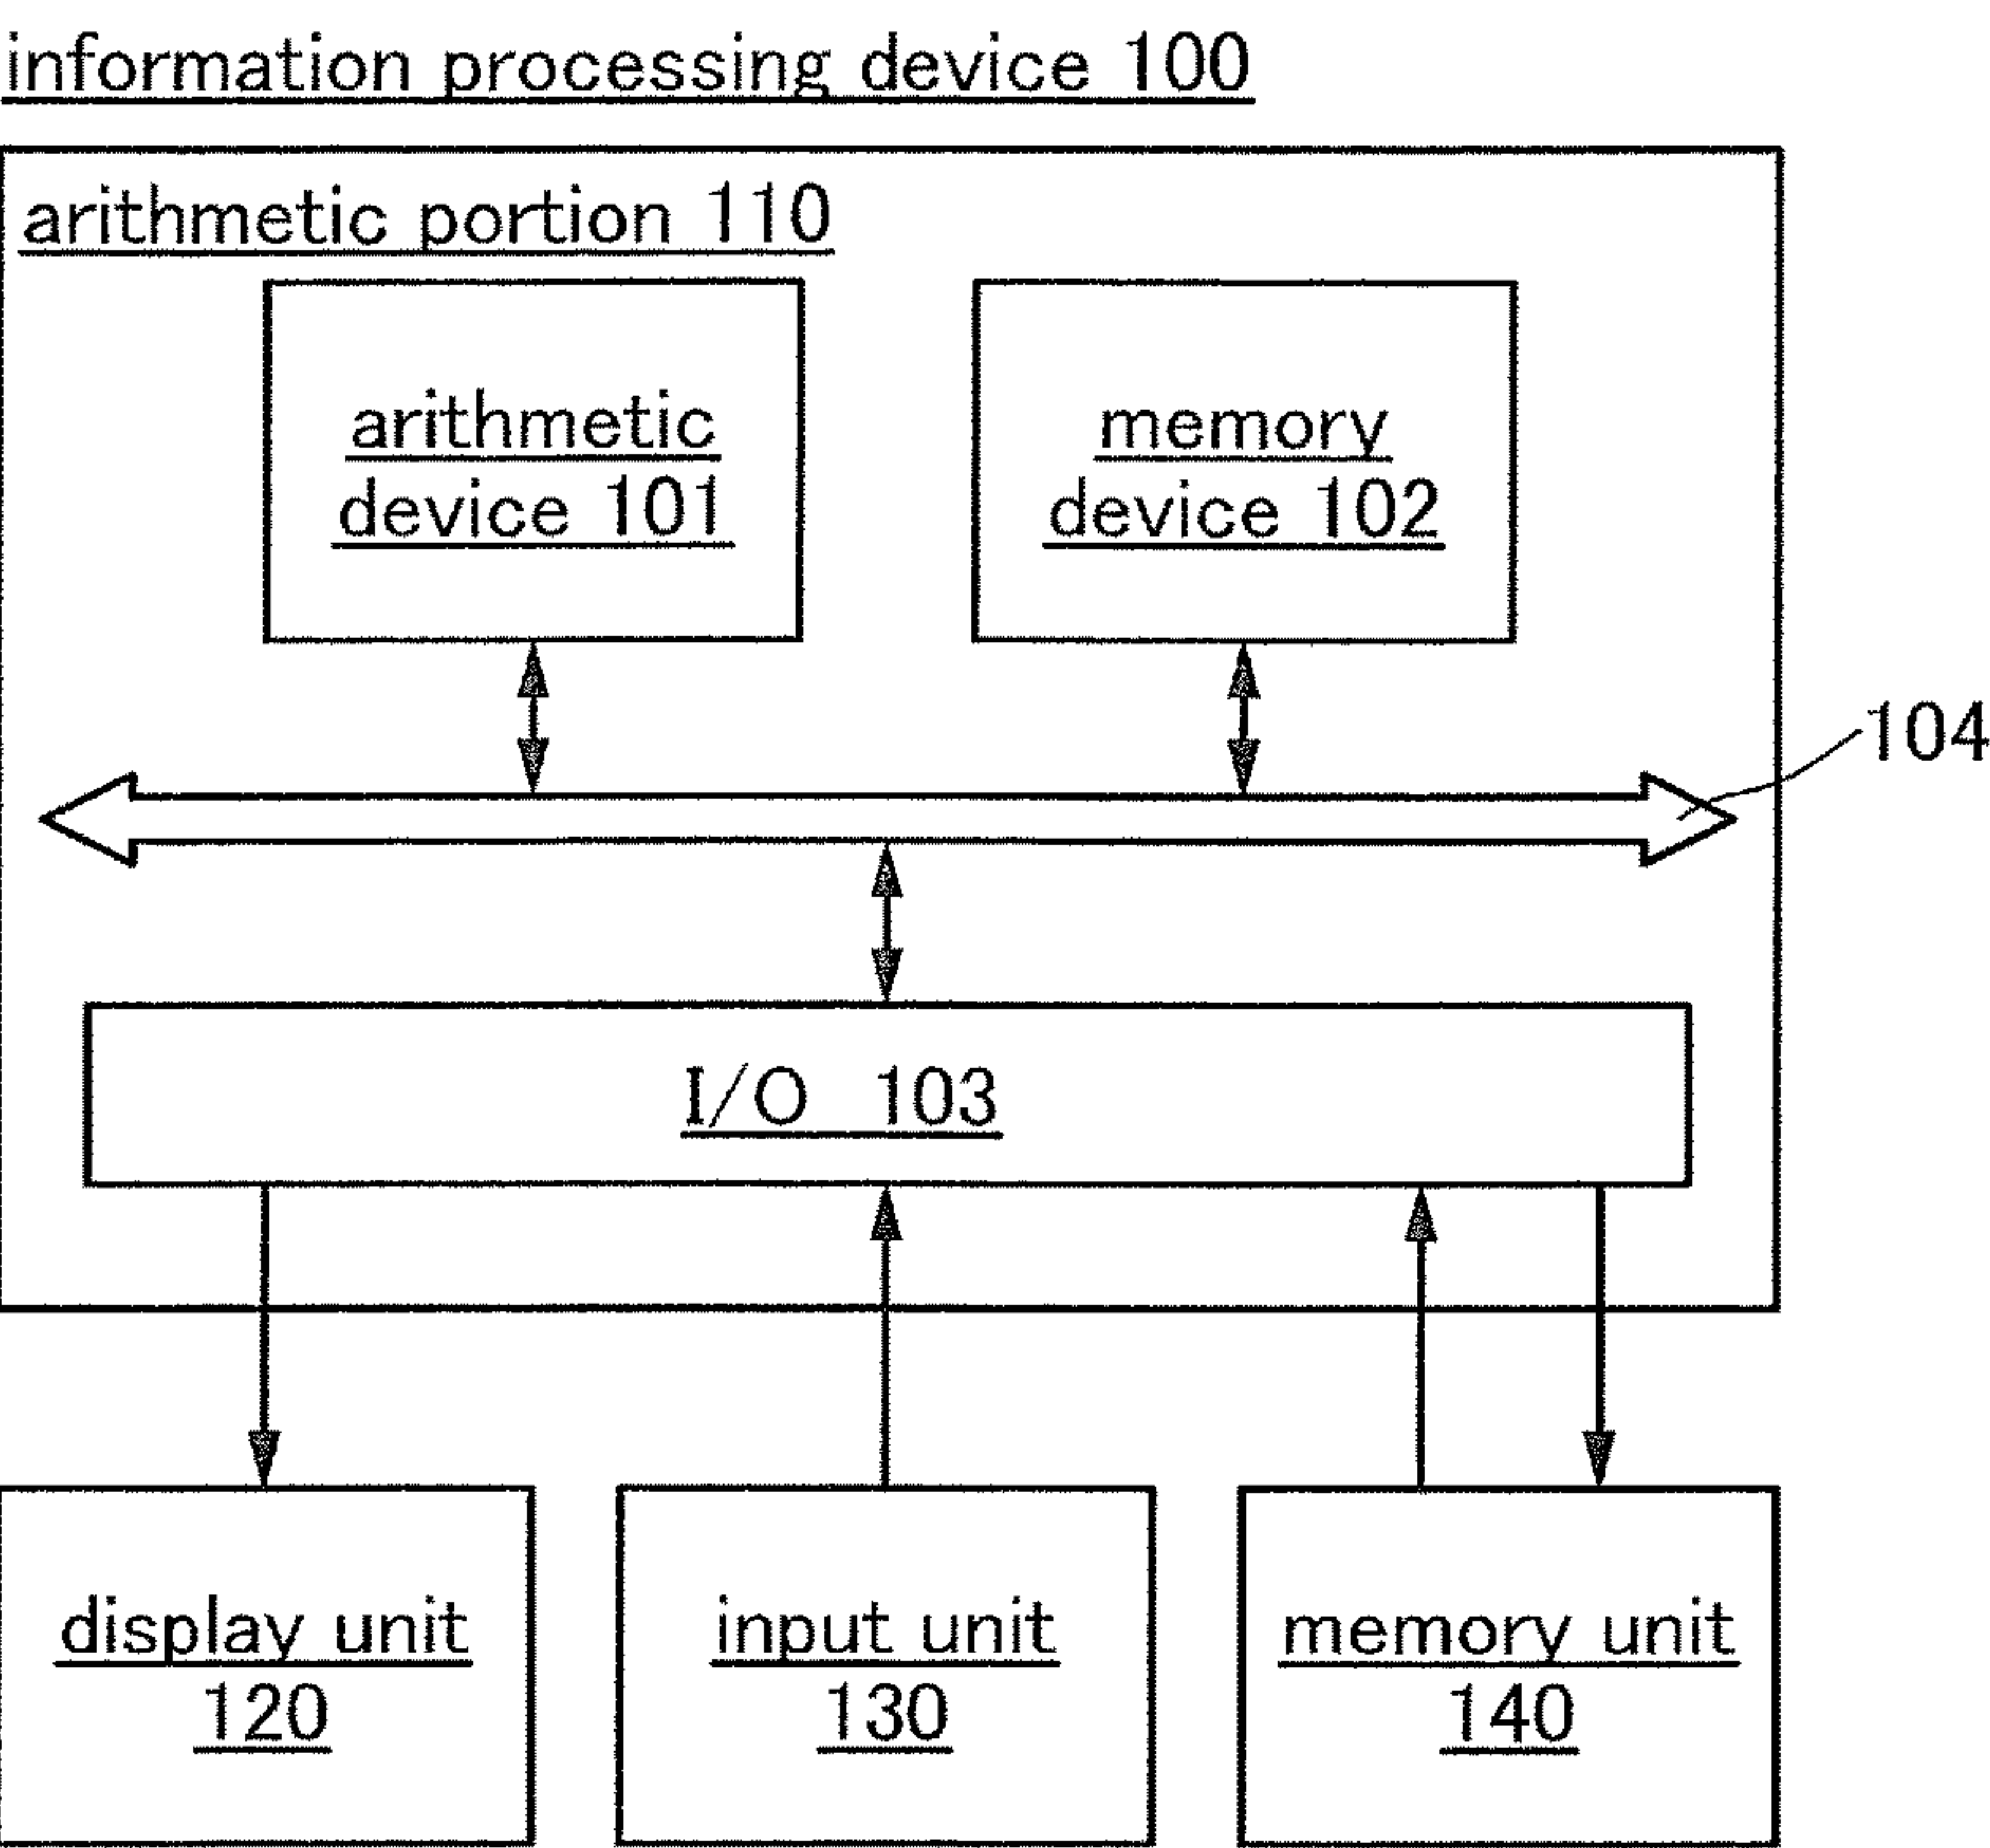 information processing device 100
arithmetic portion 110
arithmetic
device 101
memory
device 102
104
I/O 103
display unit
120
input unit
130
memory unit
140